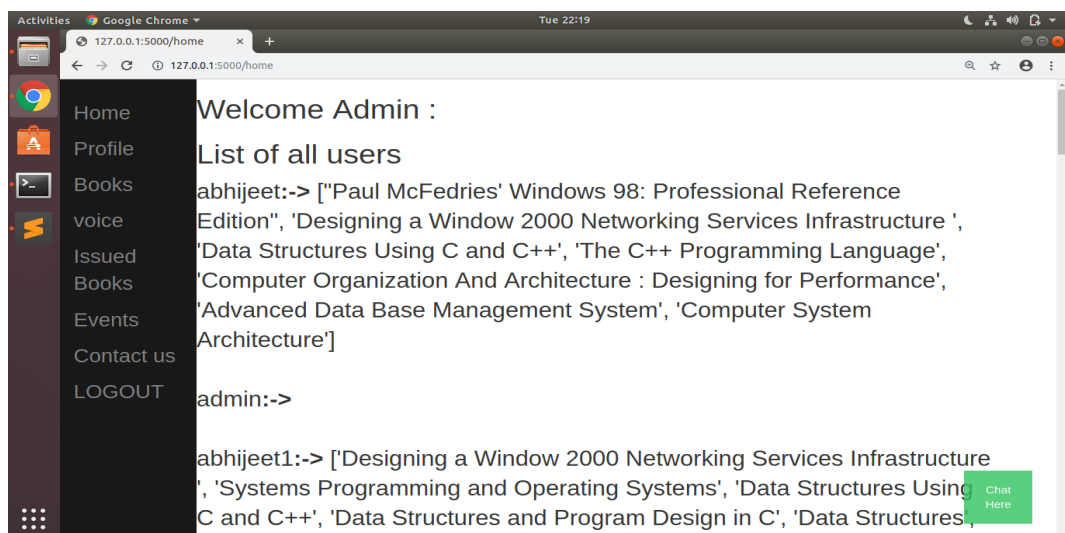 Activities Google Chrome Tue 22:19
127.0.0.1:5000/home × +
127.0.0.1:5000/home
Home
Profile
Books
voice
Issued
Books
Events
Contact us
LOGOUT
Welcome Admin :
List of all users
abhijeet:-> ["Paul McFedries' Windows 98: Professional Reference
Edition", 'Designing a Window 2000 Networking Services Infrastructure ',
'Data Structures Using C and C++', 'The C++ Programming Language',
'Computer Organization And Architecture : Designing for Performance',
'Advanced Data Base Management System', 'Computer System
Architecture']
admin:->
abhijeet1:-> ['Designing a Window 2000 Networking Services Infrastructure
', 'Systems Programming and Operating Systems', 'Data Structures Using
C and C++', 'Data Structures and Program Design in C', 'Data Structures',
Chat
Here